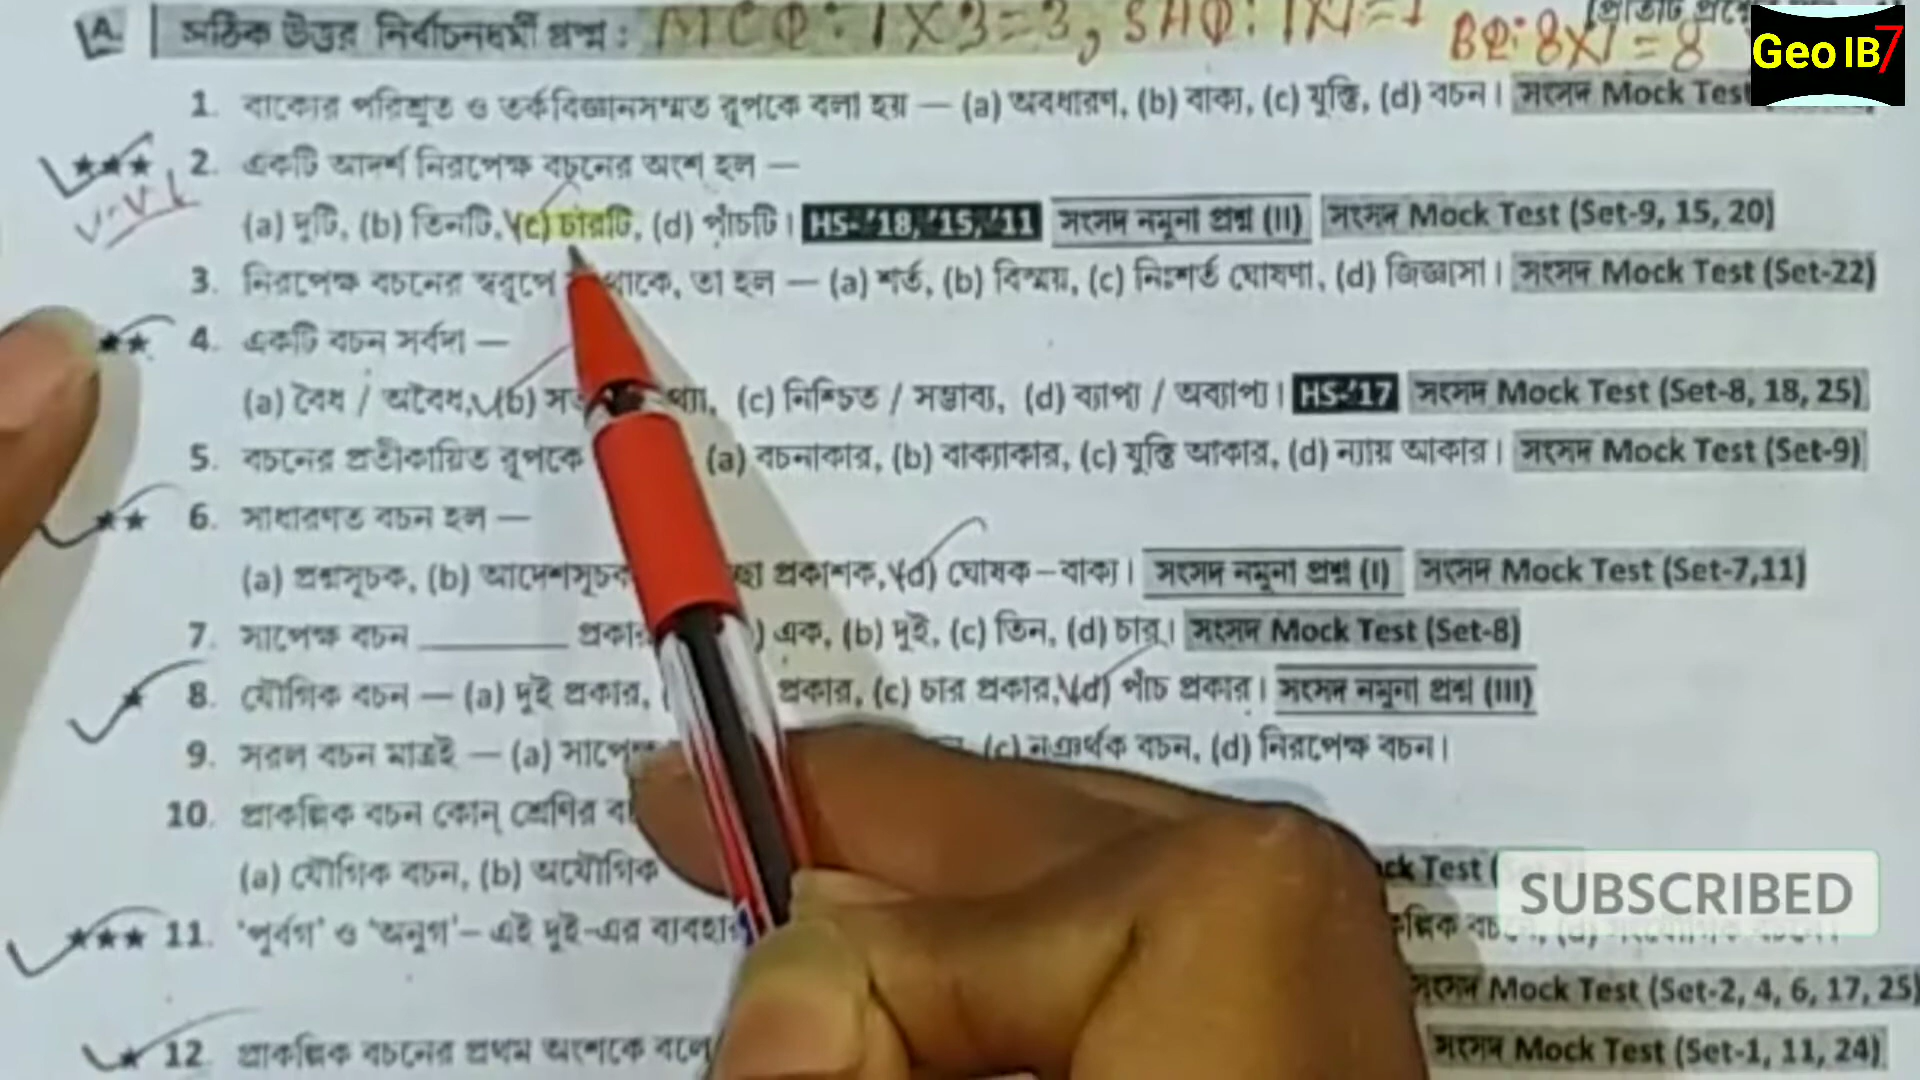 A. সঠিক উত্তর নির্বাচনধর্মী প্রশ্ন : MCQ : 1X3=3, SAQ : 1X1=1 BQ: 8X1 = 8
Geo IB7
1. বাক্যের পরিশ্রুত ও তর্কবিজ্ঞানসম্মত রূপকে বলা হয় — (a) অবধারণ, (b) বাক্য, (c) যুক্তি, (d) বচন। সংসদ Mock Test
★★★ 2. একটি আদর্শ নিরপেক্ষ বচনের অংশ হল —
V.V.I (a) দুটি, (b) তিনটি, (c) চারটি, (d) পাঁচটি। HS-'18, '15, '11 সংসদ নমুনা প্রশ্ন (II) সংসদ Mock Test (Set-9, 15, 20)
3. নিরপেক্ষ বচনের স্বরূপে থাকে, তা হল — (a) শর্ত, (b) বিস্ময়, (c) নিঃশর্ত ঘোষণা, (d) জিজ্ঞাসা। সংসদ Mock Test (Set-22)
★★ 4. একটি বচন সর্বদা —
(a) বৈধ / অবৈধ, (b) (c) নিশ্চিত / সম্ভাব্য, (d) ব্যাপ্য / অব্যাপ্য। HS-'17 সংসদ Mock Test (Set-8, 18, 25)
5. বচনের প্রতীকায়িত রূপকে (a) বচনাকার, (b) বাক্যাকার, (c) যুক্তি আকার, (d) ন্যায় আকার। সংসদ Mock Test (Set-9)
★★ 6. সাধারণত বচন হল —
(a) প্রশ্নসূচক, (b) আদেশসূচক প্রকাশক, (d) ঘোষক–বাক্য। সংসদ নমুনা প্রশ্ন (I) সংসদ Mock Test (Set-7,11)
7. সাপেক্ষ বচন ________ প্রকার এক, (b) দুই, (c) তিন, (d) চার। সংসদ Mock Test (Set-8)
★ 8. যৌগিক বচন — (a) দুই প্রকার, প্রকার, (c) চার প্রকার, (d) পাঁচ প্রকার। সংসদ নমুনা প্রশ্ন (III)
9. সরল বচন মাত্রই — (a) (c) নঞর্থক বচন, (d) নিরপেক্ষ বচন।
10. প্রাকল্পিক বচন কোন্ শ্রেণির
(a) যৌগিক বচন, (b) অযৌগিক Test
SUBSCRIBED
★★★ 11. 'পূর্বগ' ও 'অনুগ'– এই দুই-এর ব্যবহার
সংসদ Mock Test (Set-2, 4, 6, 17, 25)
★ 12. প্রাকল্পিক বচনের প্রথম অংশকে বলে সংসদ Mock Test (Set-1, 11, 24)